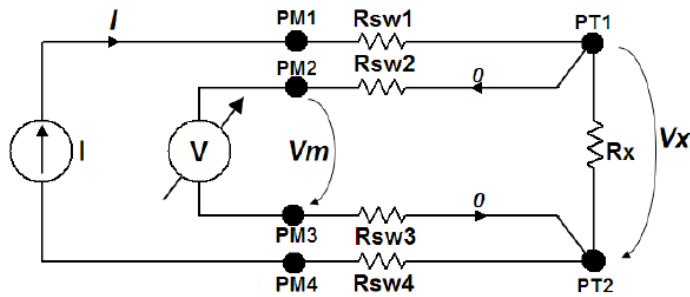 I PM1 Rsw1 PT1
PM2 Rsw2 0
I V Vm Rx Vx
PM3 Rsw3 0
PM4 Rsw4 PT2